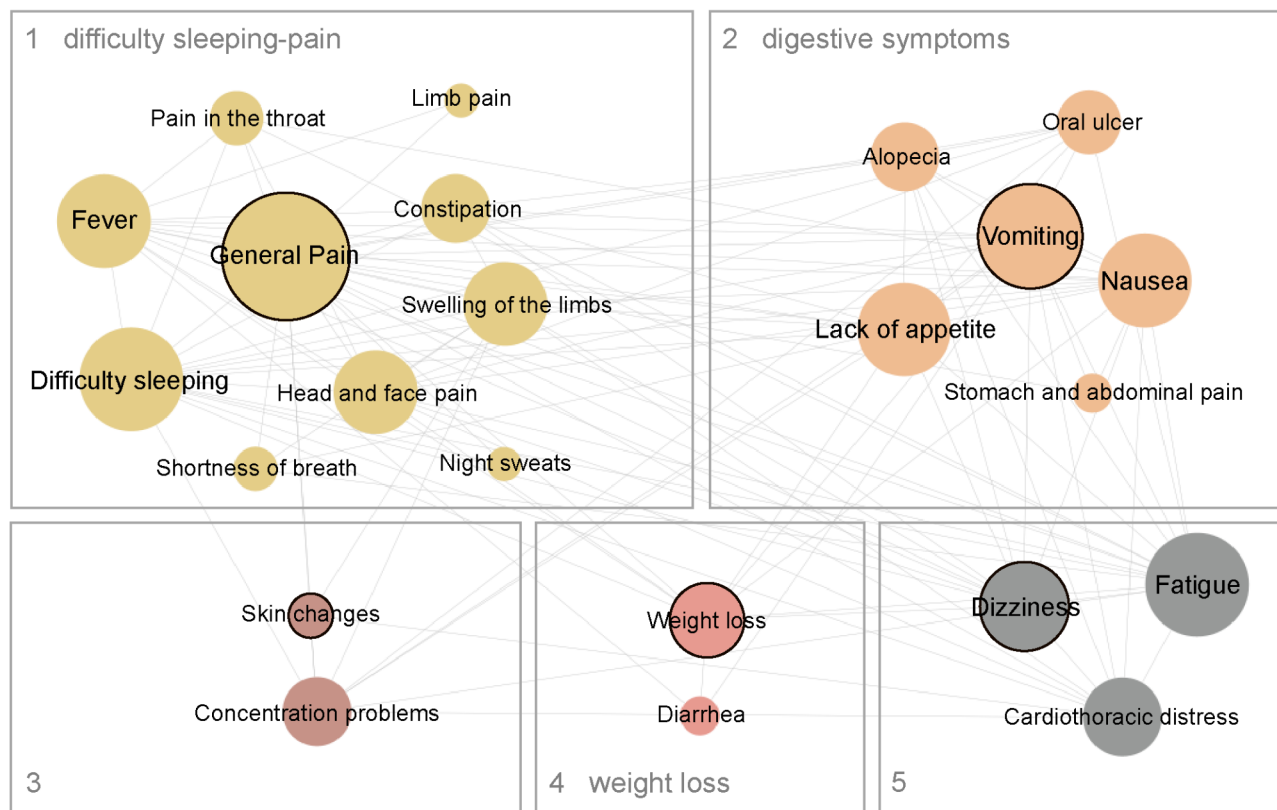 1 difficulty sleeping-pain
Pain in the throat
Limb pain
Fever
General Pain
Constipation
Swelling of the limbs
Difficulty sleeping
Head and face pain
Shortness of breath
Night sweats
2 digestive symptoms
Oral ulcer
Alopecia
Vomiting
Nausea
Lack of appetite
Stomach and abdominal pain
Skin changes
Concentration problems
3
Weight loss
Diarrhea
4 weight loss
Fatigue
Dizziness
Cardiothoracic distress
5